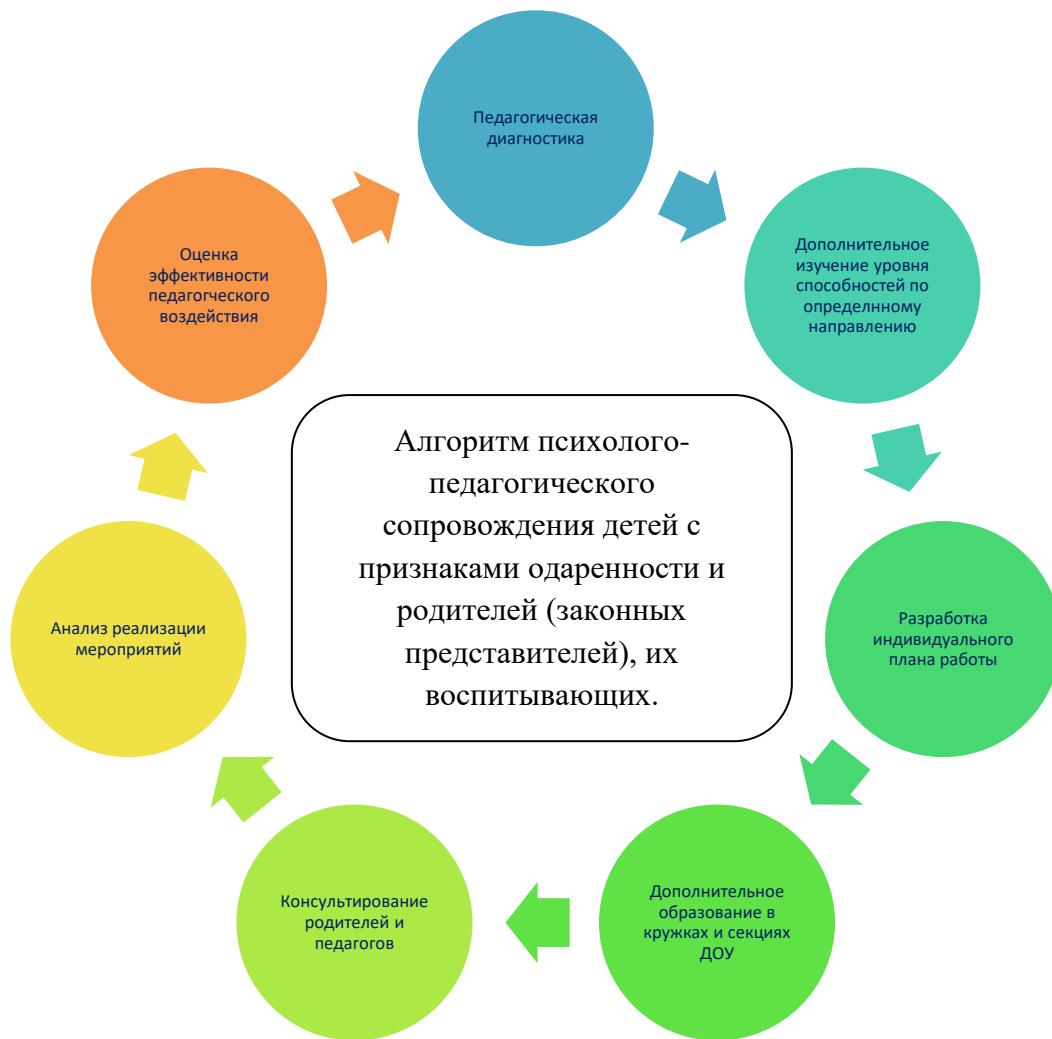 Педагогическая
диагностика
Дополнительное
изучение уровня
способностей по
определнному
направлению
Разработка
индивидуального
плана работы
Дополнительное
образование в
кружках и секциях
ДОУ
Консультирование
родителей и
педагогов
Анализ реализации
мероприятий
Оценка
эффективности
педагогческого
воздействия
Алгоритм психолого-
педагогического
сопровождения детей с
признаками одаренности и
родителей (законных
представителей), их
воспитывающих.